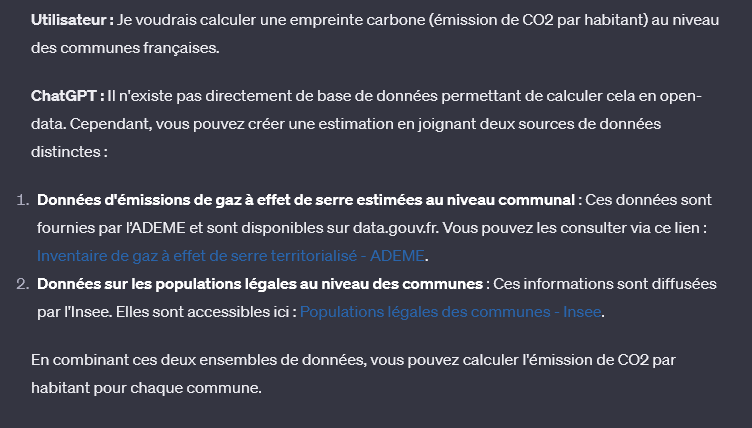 Utilisateur : Je voudrais calculer une empreinte carbone (émission de CO2 par habitant) au niveau
des communes françaises.
ChatGPT : Il n'existe pas directement de base de données permettant de calculer cela en open-
data. Cependant, vous pouvez créer une estimation en joignant deux sources de données
distinctes :
1. Données d'émissions de gaz à effet de serre estimées au niveau communal : Ces données sont
fournies par l'ADEME et sont disponibles sur data.gouv.fr. Vous pouvez les consulter via ce lien :
Inventaire de gaz à effet de serre territorialisé - ADEME.
2. Données sur les populations légales au niveau des communes : Ces informations sont diffusées
par l'Insee. Elles sont accessibles ici : Populations légales des communes - Insee.
En combinant ces deux ensembles de données, vous pouvez calculer l'émission de CO2 par
habitant pour chaque commune.